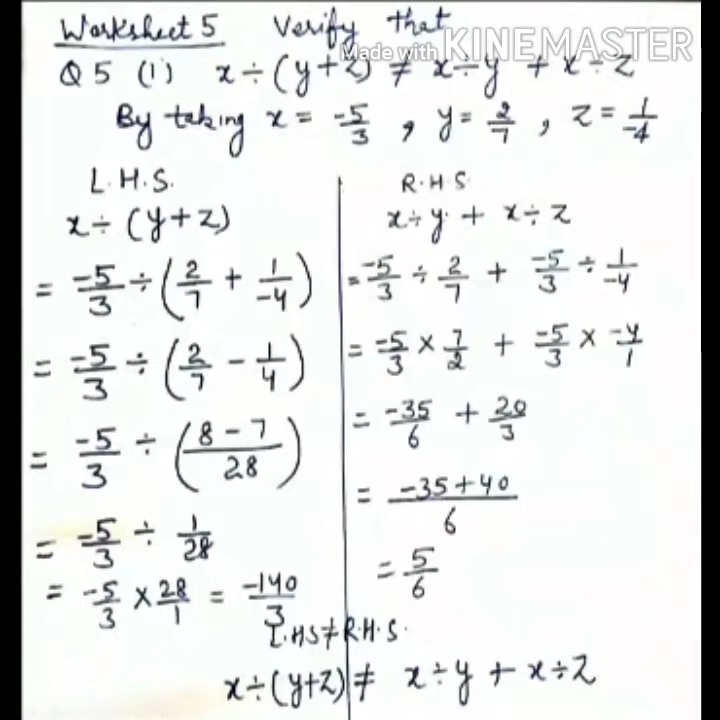 Worksheet 5 Verify that
Made with KINEMASTER
Q 5 (i) x÷(y+z) ≠ x÷y + x÷z
By taking x = -5/3 , y = 2/7 , z = 1/-4
L.H.S.
x÷ (y+z)
= -5/3 ÷ (2/7 + 1/-4)
= -5/3 ÷ (2/7 - 1/4)
= -5/3 ÷ (8-7/28)
= -5/3 ÷ 1/28
= -5/3 × 28/1 = -140/3
R.H.S.
x÷y + x÷z
= -5/3 ÷ 2/7 + -5/3 ÷ 1/-4
= -5/3 × 7/2 + -5/3 × -4/1
= -35/6 + 20/3
= -35+40/6
= 5/6
L.HS≠R.H.S.
x÷(y+z) ≠ x÷y + x÷z